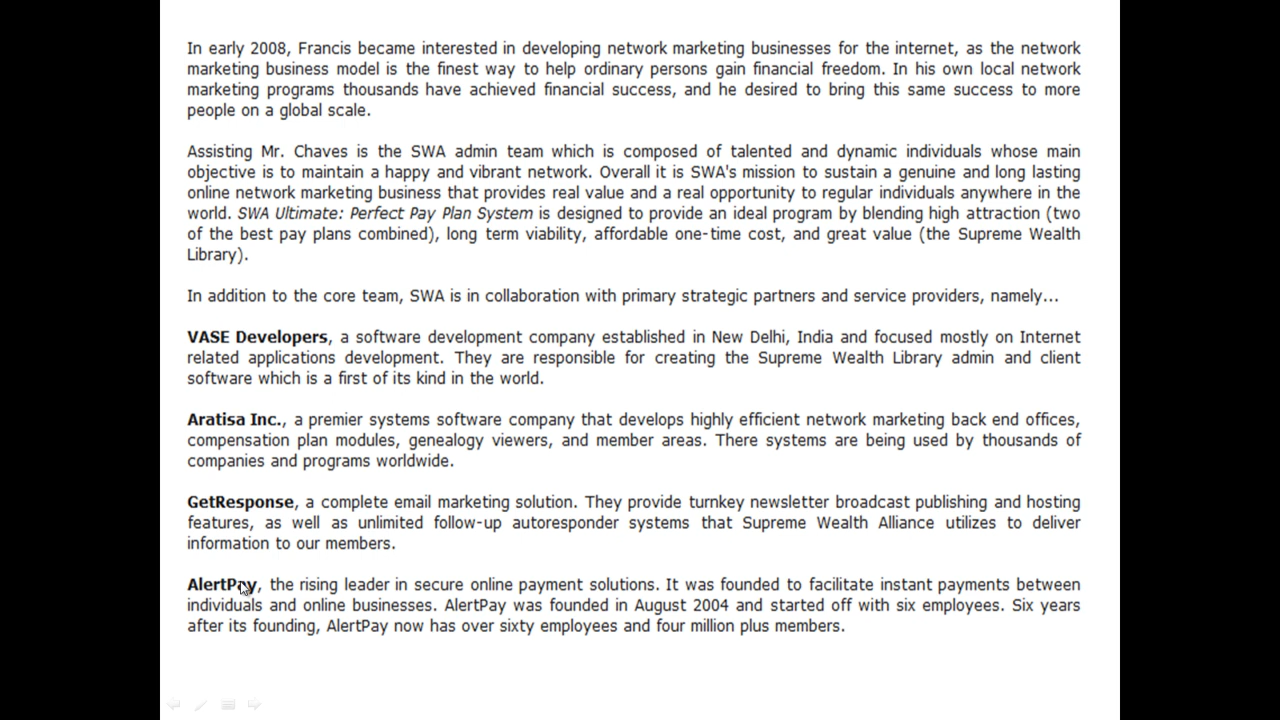 In early 2008, Francis became interested in developing network marketing businesses for the internet, as the network
marketing business model is the finest way to help ordinary persons gain financial freedom. In his own local network
marketing programs thousands have achieved financial success, and he desired to bring this same success to more
people on a global scale.
Assisting Mr. Chaves is the SWA admin team which is composed of talented and dynamic individuals whose main
objective is to maintain a happy and vibrant network. Overall it is SWA's mission to sustain a genuine and long lasting
online network marketing business that provides real value and a real opportunity to regular individuals anywhere in the
world. SWA Ultimate: Perfect Pay Plan System is designed to provide an ideal program by blending high attraction (two
of the best pay plans combined), long term viability, affordable one-time cost, and great value (the Supreme Wealth
Library).
In addition to the core team, SWA is in collaboration with primary strategic partners and service providers, namely...
VASE Developers, a software development company established in New Delhi, India and focused mostly on Internet
related applications development. They are responsible for creating the Supreme Wealth Library admin and client
software which is a first of its kind in the world.
Aratisa Inc., a premier systems software company that develops highly efficient network marketing back end offices,
compensation plan modules, genealogy viewers, and member areas. There systems are being used by thousands of
companies and programs worldwide.
GetResponse, a complete email marketing solution. They provide turnkey newsletter broadcast publishing and hosting
features, as well as unlimited follow-up autoresponder systems that Supreme Wealth Alliance utilizes to deliver
information to our members.
AlertPay, the rising leader in secure online payment solutions. It was founded to facilitate instant payments between
individuals and online businesses. AlertPay was founded in August 2004 and started off with six employees. Six years
after its founding, AlertPay now has over sixty employees and four million plus members.